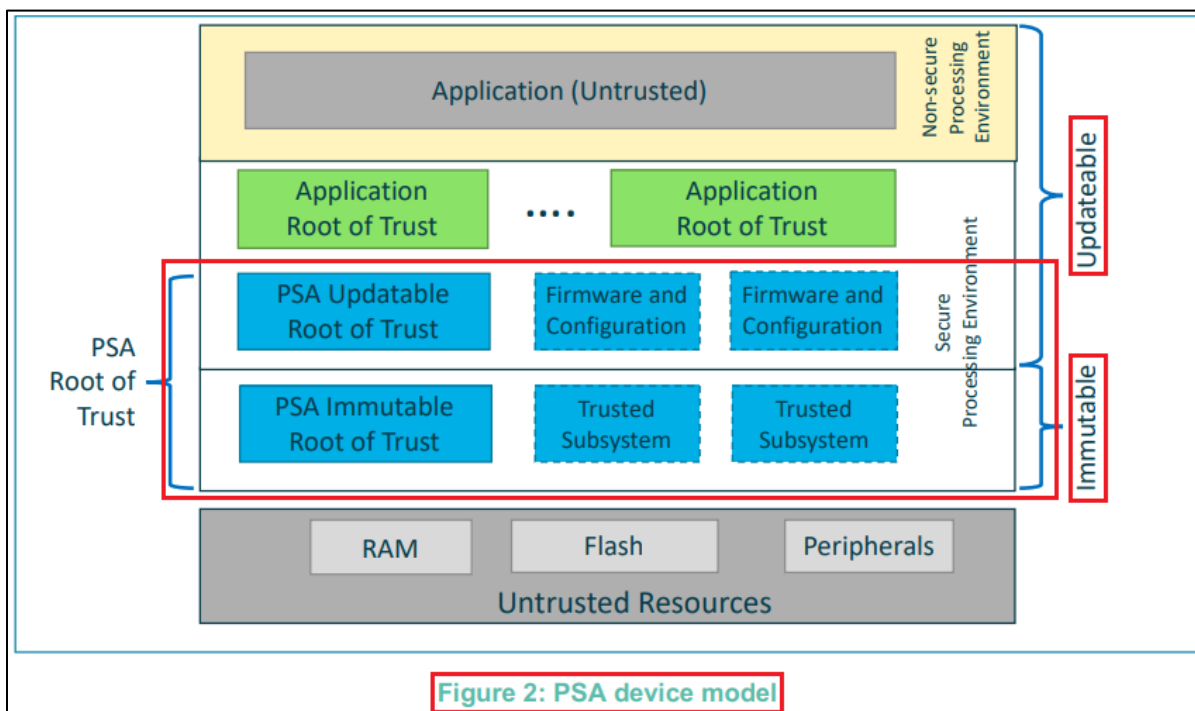 Application (Untrusted)
Non-secure
Processing
Environment
Application
Root of Trust
....
Application
Root of Trust
PSA Updatable
Root of Trust
Firmware and
Configuration
Firmware and
Configuration
Secure
Processing Environment
Updateable
PSA
Root of
Trust
PSA Immutable
Root of Trust
Trusted
Subsystem
Trusted
Subsystem
Immutable
RAM
Flash
Peripherals
Untrusted Resources
Figure 2: PSA device model